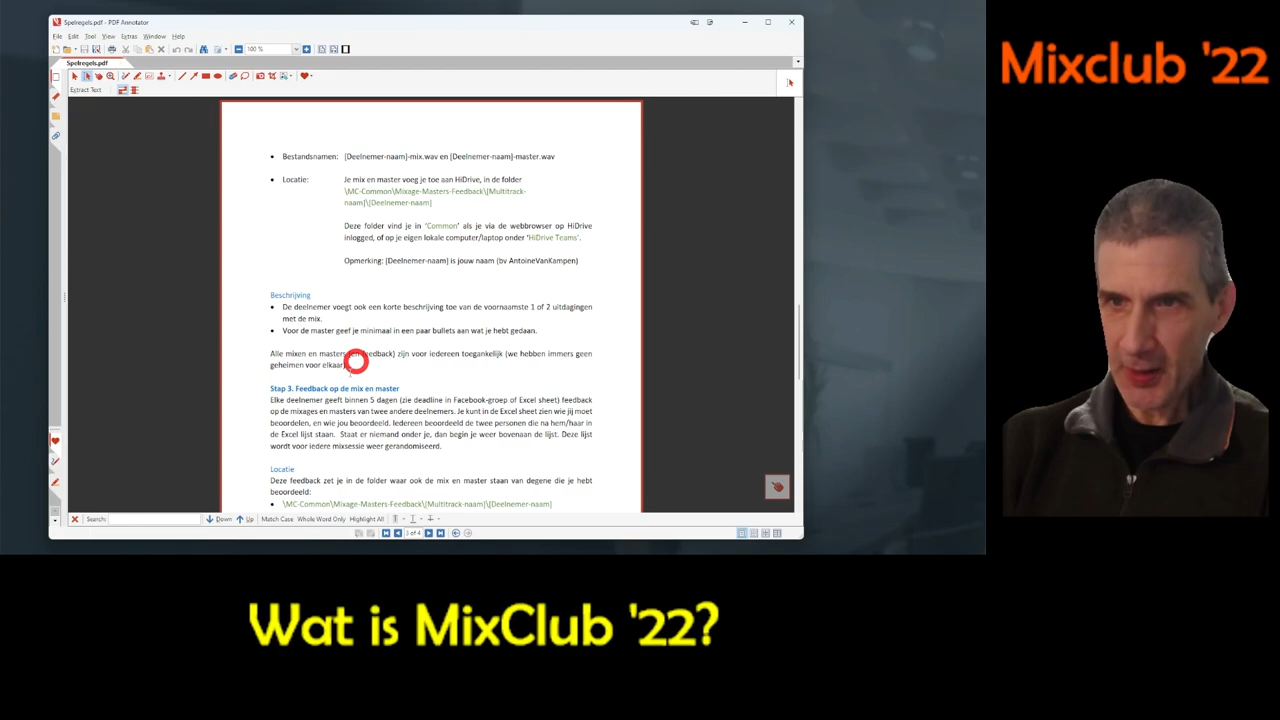 Spelregels.pdf - PDF Annotator
File Edit Tool View Extras Window Help
100 %
Spelregels.pdf
Extract Text
• Bestandsnamen: [Deelnemer-naam]-mix.wav en [Deelnemer-naam]-master.wav
• Locatie: Je mix en master voeg je toe aan HiDrive, in de folder
\MC-Common\Mixage-Masters-Feedback\[Multitrack-
naam]\[Deelnemer-naam]
Deze folder vind je in 'Common' als je via de webbrowser op HiDrive
inlogged, of op je eigen lokale computer/laptop onder 'HiDrive Teams'.
Opmerking: [Deelnemer-naam] is jouw naam (bv AntoineVanKampen)
Beschrijving
• De deelnemer voegt ook een korte beschrijving toe van de voornaamste 1 of 2 uitdagingen
met de mix.
• Voor de master geef je minimaal in een paar bullets aan wat je hebt gedaan.
Alle mixen en masters (en feedback) zijn voor iedereen toegankelijk (we hebben immers geen
geheimen voor elkaar).
Stap 3. Feedback op de mix en master
Elke deelnemer geeft binnen 5 dagen (zie deadline in Facebook-groep of Excel sheet) feedback
op de mixages en masters van twee andere deelnemers. Je kunt in de Excel sheet zien wie jij moet
beoordelen, en wie jou beoordeeld. Iedereen beoordeeld de twee personen die na hem/haar in
de Excel lijst staan. Staat er niemand onder je, dan begin je weer bovenaan de lijst. Deze lijst
wordt voor iedere mixsessie weer gerandomiseerd.
Locatie
Deze feedback zet je in de folder waar ook de mix en master staan van degene die je hebt
beoordeeld:
• \MC-Common\Mixage-Masters-Feedback\[Multitrack-naam]\[Deelnemer-naam]
Search: Down Up Match Case Whole Word Only Highlight All
3 of 4
Mixclub '22
Wat is MixClub '22?